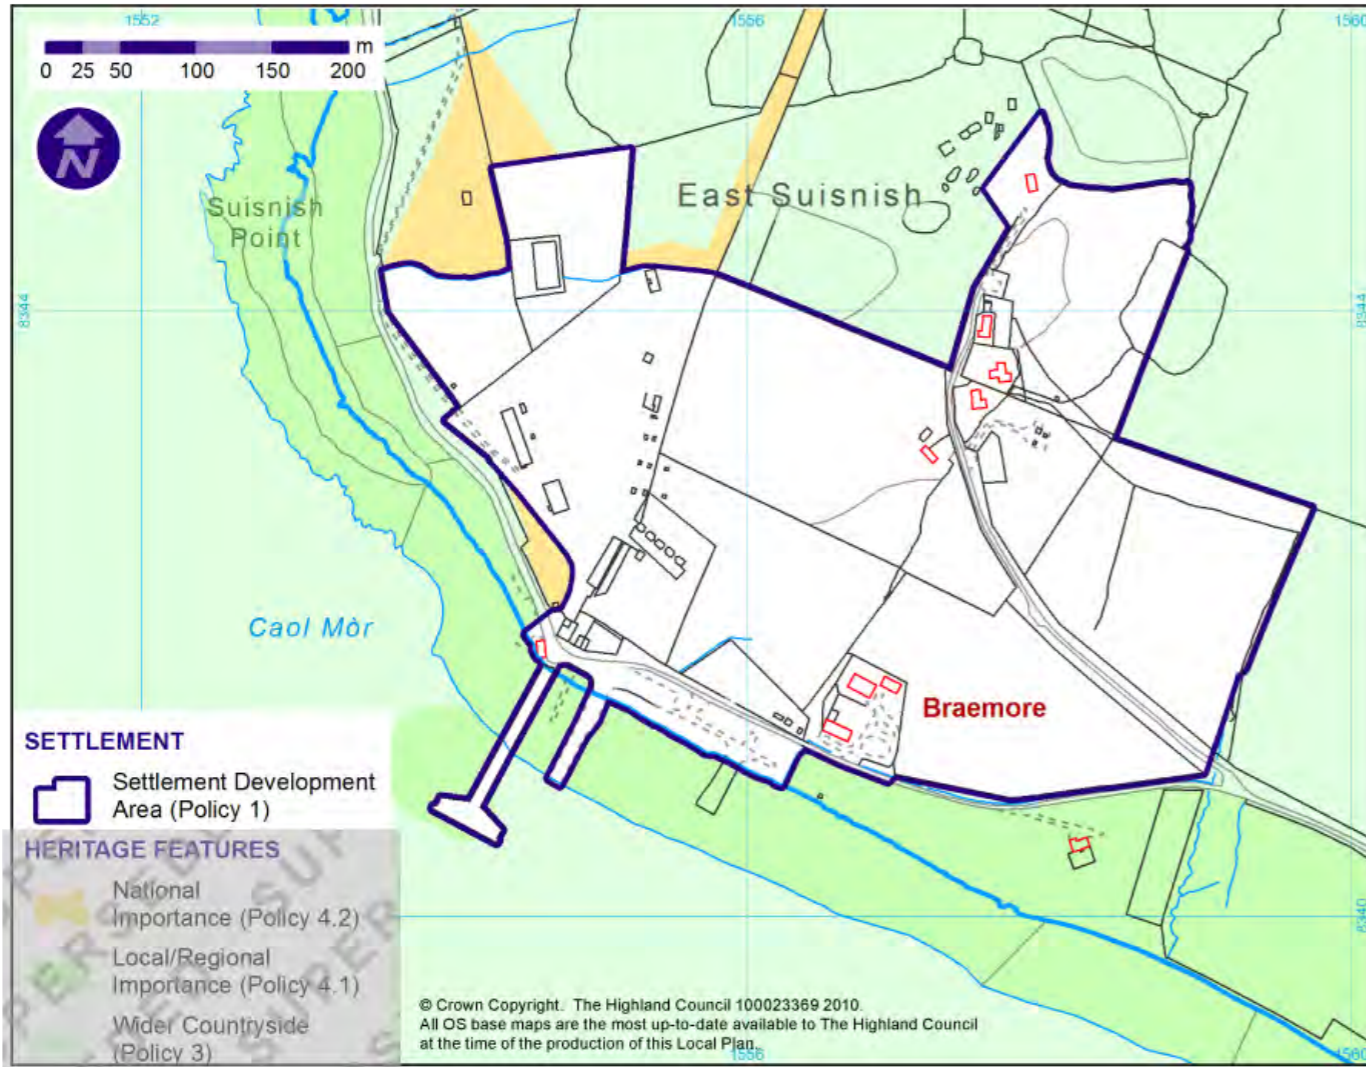 1552
1556
1560
m
0 25 50 100 150 200
N
Suisnish
Point
East Suisnish
8344
8344
Caol Mòr
Braemore
SETTLEMENT
Settlement Development
Area (Policy 1)
HERITAGE FEATURES
National
Importance (Policy 4.2)
Local/Regional
Importance (Policy 4.1)
Wider Countryside
(Policy 3)
SUPERSEDED
SUPERSEDED
8340
© Crown Copyright. The Highland Council 100023369 2010.
All OS base maps are the most up-to-date available to The Highland Council
at the time of the production of this Local Plan.
1556
1560